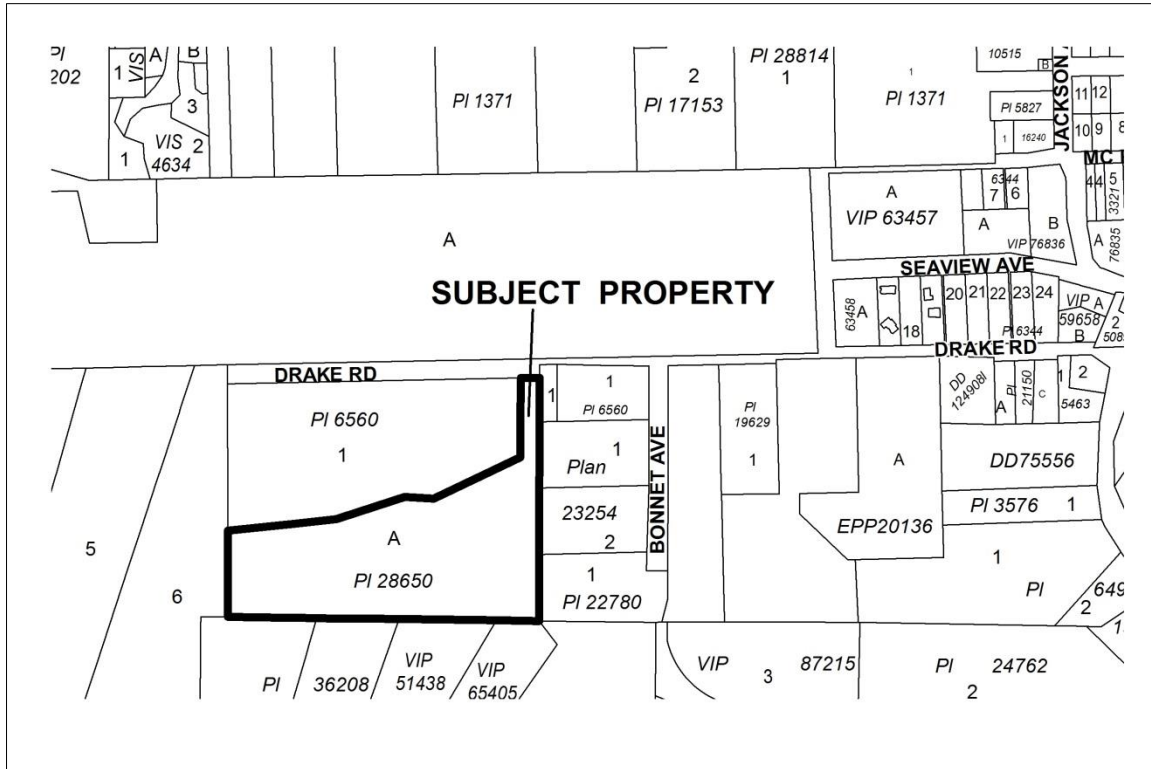 Pl
202
1
VIS
A
B
3
VIS
4634
2
1
Pl 1371
2
Pl 17153
Pl 28814
1
1
Pl 1371
10515
B
Pl 5827
1
16240
JACKSON
11
12
10
9
8
MC
44
5
3321
A
76835
A
VIP 63457
6344
7
6
A
B
VIP 76836
A
SEAVIEW AVE
SUBJECT PROPERTY
63458
A
18
20
21
22
23
24
Pl 6344
VIP A
59658
B
2
508
DRAKE RD
DRAKE RD
Pl 6560
1
1
1
Pl 6560
BONNET AVE
Plan
1
23254
2
1
Pl 22780
Pl
19629
1
A
EPP20136
DD
124908I
A
Pl
21150
C
1
2
5463
DD75556
Pl 3576
1
1
Pl
649
2
5
6
A
Pl 28650
Pl
36208
VIP
51438
VIP
65405
VIP
3
87215
Pl
24762
2